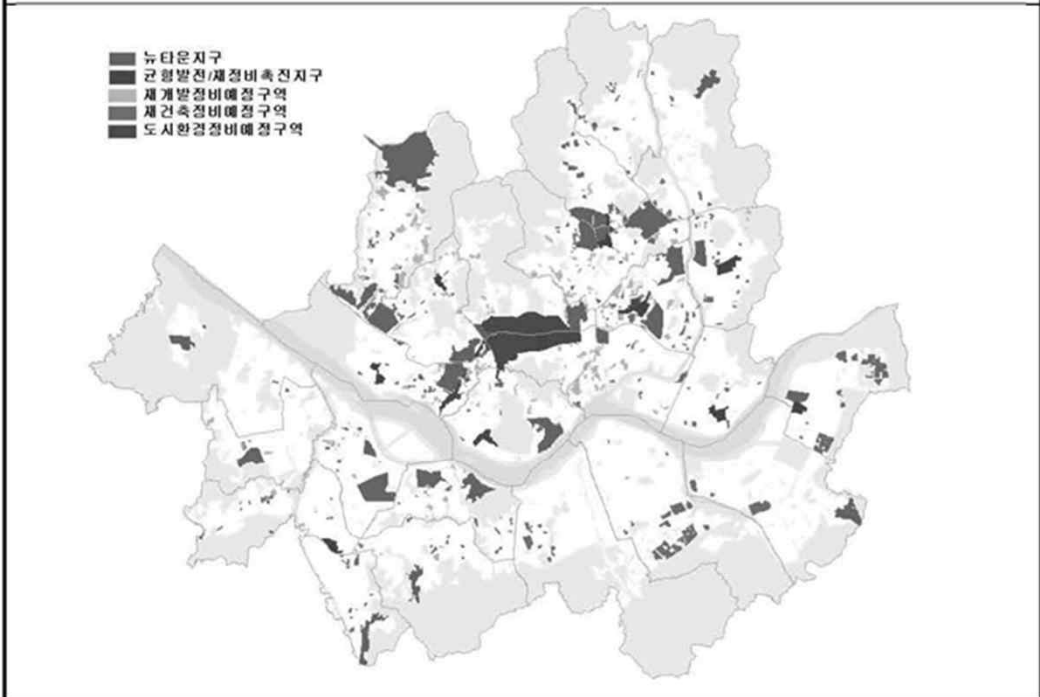 뉴타운지구
균형발전/재정비촉진지구
재개발정비예정구역
재건축정비예정구역
도시환경정비예정구역